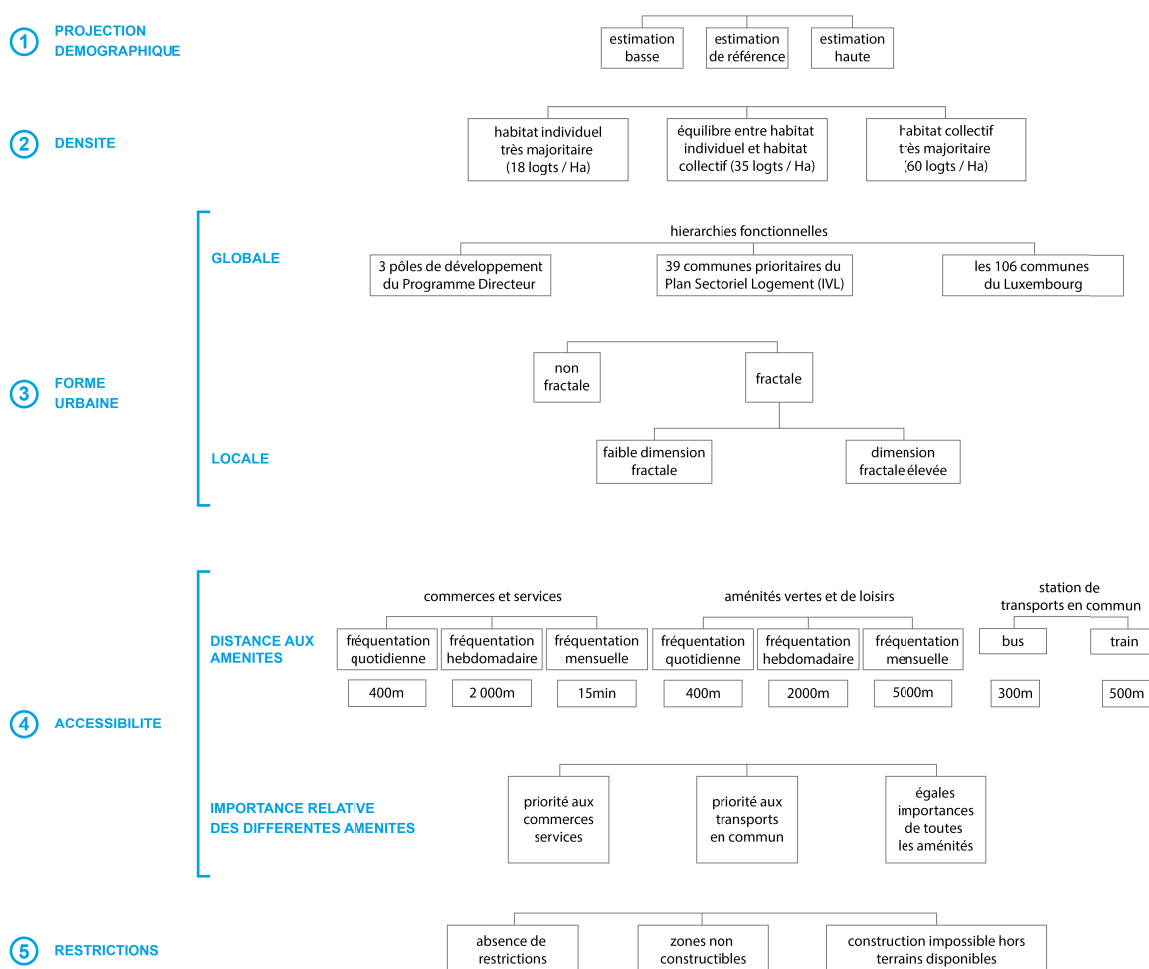 1
PROJECTION
DEMOGRAPHIQUE
estimation
basse
estimation
de référence
estimation
haute
2
DENSITE
habitat individuel
très majoritaire
(18 logts / Ha)
équilibre entre habitat
individuel et habitat
collectif (35 logts / Ha)
habitat collectif
très majoritaire
(60 logts / Ha)
3
FORME
URBAINE
GLOBALE
hierarchies fonctionnelles
3 pôles de développement
du Programme Directeur
39 communes prioritaires du
Plan Sectoriel Logement (IVL)
les 106 communes
du Luxembourg
non
fractale
fractale
LOCALE
faible dimension
fractale
dimension
fractale élevée
4
ACCESSIBILITE
DISTANCE AUX
AMENITES
commerces et services
fréquentation
quotidienne
fréquentation
hebdomadaire
fréquentation
mensuelle
400m
2 000m
15min
aménités vertes et de loisirs
fréquentation
quotidienne
fréquentation
hebdomadaire
fréquentation
mensuelle
400m
2000m
5000m
station de
transports en commun
bus
train
300m
500m
IMPORTANCE RELATIVE
DES DIFFERENTES AMENITES
priorité aux
commerces
services
priorité aux
transports
en commun
égales
importances
de toutes
les aménités
5
RESTRICTIONS
absence de
restrictions
zones non
constructibles
construction impossible hors
terrains disponibles